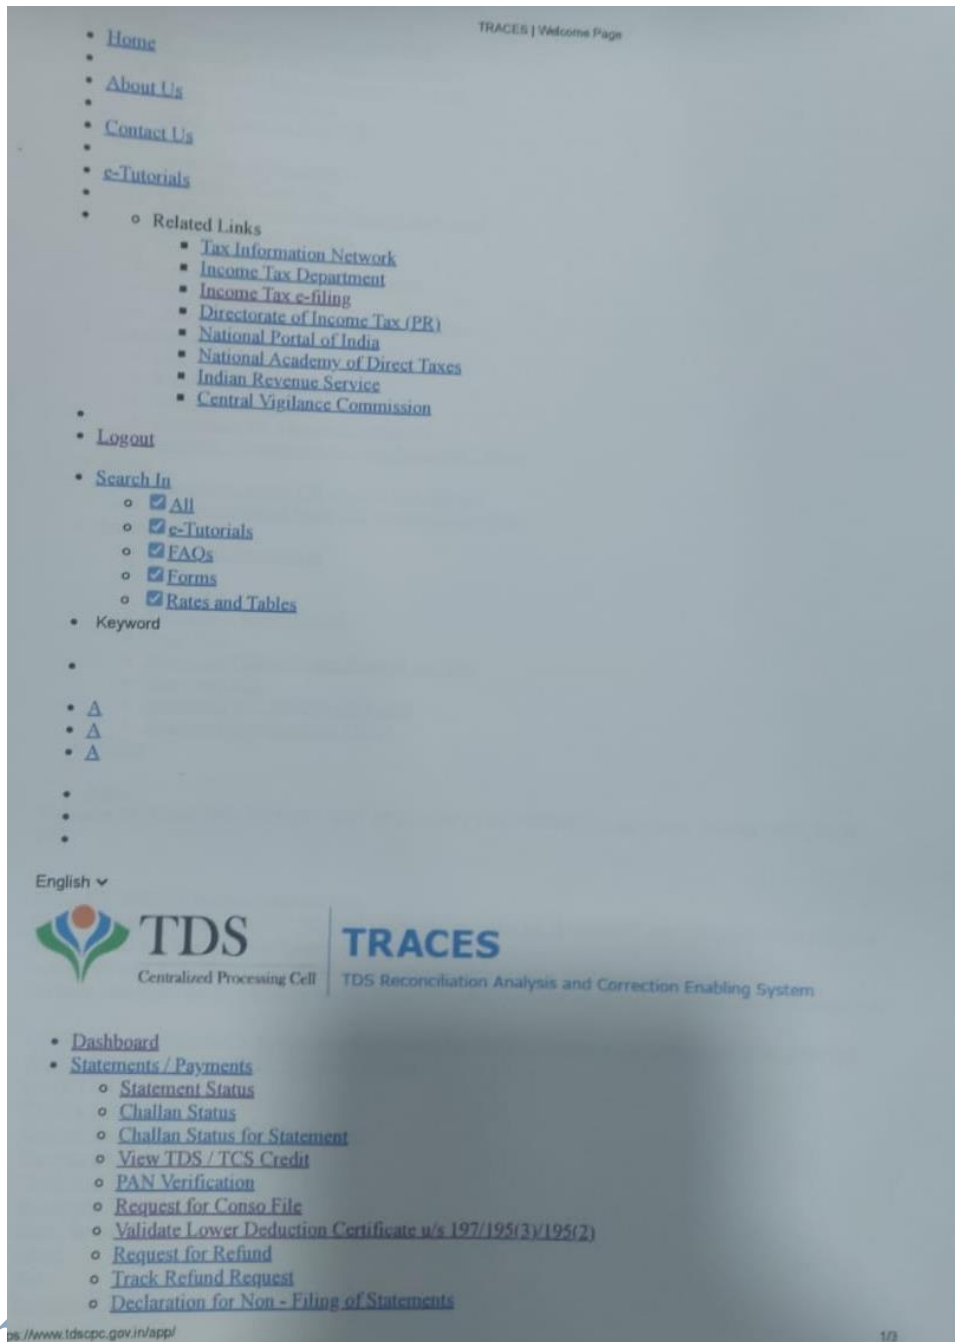 TRACES | Welcome Page
Home
About Us
Contact Us
e-Tutorials
Related Links
Tax Information Network
Income Tax Department
Income Tax e-filing
Directorate of Income Tax (PR)
National Portal of India
National Academy of Direct Taxes
Indian Revenue Service
Central Vigilance Commission
Logout
Search In
All
e-Tutorials
FAQs
Forms
Rates and Tables
Keyword
A
A
A
English
TDS
Centralized Processing Cell
TRACES
TDS Reconciliation Analysis and Correction Enabling System
Dashboard
Statements / Payments
Statement Status
Challan Status
Challan Status for Statement
View TDS / TCS Credit
PAN Verification
Request for Conso File
Validate Lower Deduction Certificate u/s 197/195(3)/195(2)
Request for Refund
Track Refund Request
Declaration for Non - Filing of Statements
ps://www.tdscpc.gov.in/app/
1/3